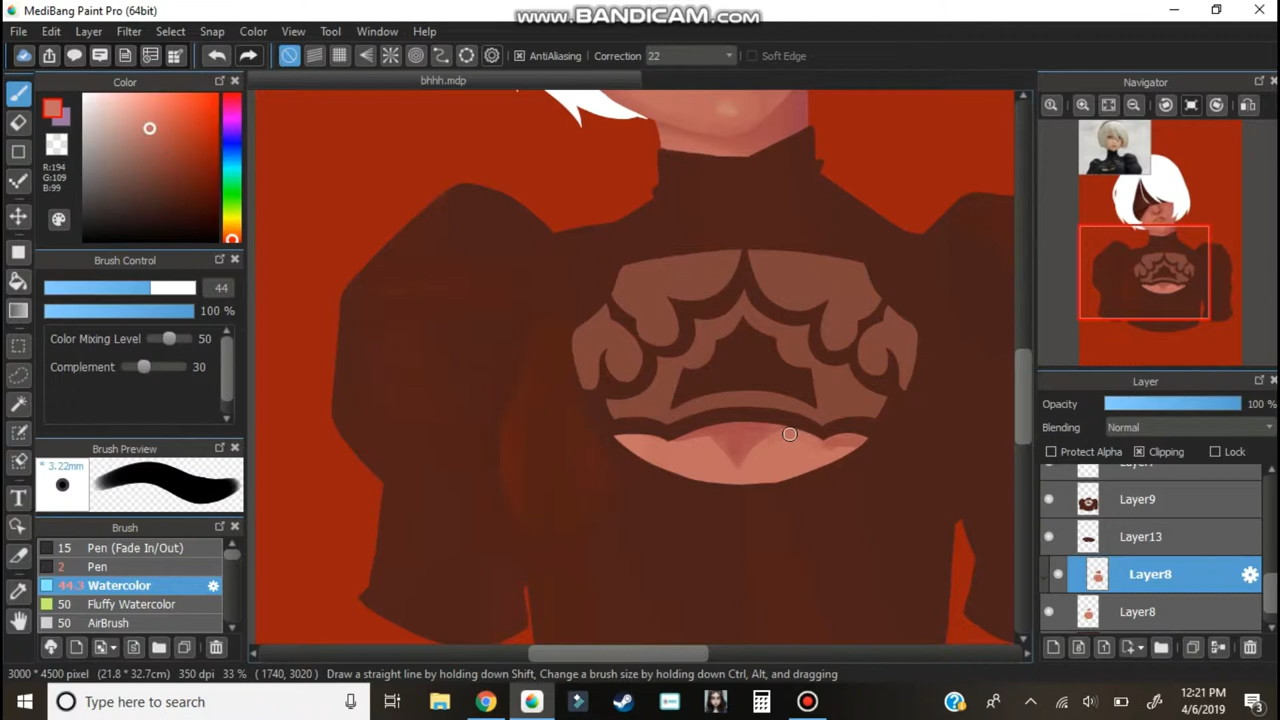 MediBang Paint Pro (64bit)
www.BANDICAM.com
File Edit Layer Filter Select Snap Color View Tool Window Help
AntiAliasing Correction 22 Soft Edge
Color
bhhh.mdp
Navigator
R:194
G:109
B:99
Brush Control
44
100 %
Color Mixing Level 50
Complement 30
Layer
Opacity 100 %
Blending Normal
Protect Alpha Clipping Lock
Brush Preview
* 3.22mm
Layer9
Layer13
Layer8
Layer8
Brush
15 Pen (Fade In/Out)
2 Pen
44.3 Watercolor
50 Fluffy Watercolor
50 AirBrush
3000 * 4500 pixel (21.8 * 32.7cm) 350 dpi 33 % ( 1740, 3020 ) Draw a straight line by holding down Shift, Change a brush size by holding down Ctrl, Alt, and dragging
Type here to search
12:21 PM
4/6/2019
3